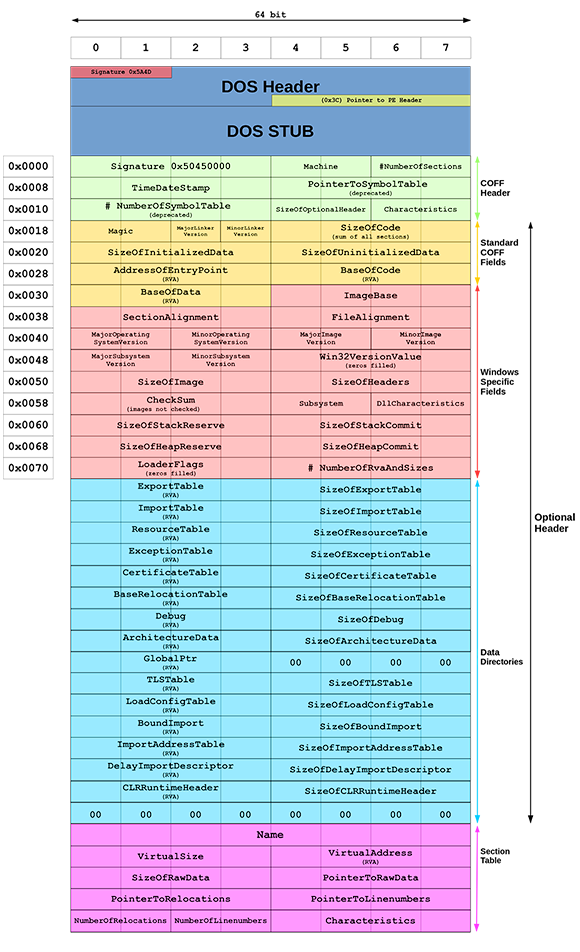 64 bit
0 1 2 3 4 5 6 7
Signature 0x5A4D
DOS Header
(0x3C) Pointer to PE Header
DOS STUB
0x0000 Signature 0x50450000 Machine #NumberOfSections
0x0008 TimeDateStamp PointerToSymbolTable
(deprecated)
COFF
Header
0x0010 # NumberOfSymbolTable
(deprecated)
SizeOfOptionalHeader Characteristics
0x0018 Magic MajorLinker
Version
MinorLinker
Version
SizeOfCode
(sum of all sections)
0x0020 SizeOfInitializedData SizeOfUninitializedData
Standard
COFF
Fields
0x0028 AddressOfEntryPoint
(RVA)
BaseOfCode
(RVA)
0x0030 BaseOfData
(RVA)
ImageBase
0x0038 SectionAlignment FileAlignment
0x0040 MajorOperating
SystemVersion
MinorOperating
SystemVersion
MajorImage
Version
MinorImage
Version
0x0048 MajorSubsystem
Version
MinorSubsystem
Version
Win32VersionValue
(zeros filled)
0x0050 SizeOfImage SizeOfHeaders
Windows
Specific
Fields
0x0058 CheckSum
(images not checked)
Subsystem DllCharacteristics
0x0060 SizeOfStackReserve SizeOfStackCommit
0x0068 SizeOfHeapReserve SizeOfHeapCommit
0x0070 LoaderFlags
(zeros filled)
# NumberOfRvaAndSizes
ExportTable
(RVA)
SizeOfExportTable
ImportTable
(RVA)
SizeOfImportTable
Optional
Header
ResourceTable
(RVA)
SizeOfResourceTable
ExceptionTable
(RVA)
SizeOfExceptionTable
CertificateTable
(RVA)
SizeOfCertificateTable
BaseRelocationTable
(RVA)
SizeOfBaseRelocationTable
Debug
(RVA)
SizeOfDebug
ArchitectureData
(RVA)
SizeOfArchitectureData
GlobalPtr
(RVA)
00 00 00 00
Data
Directories
TLSTable
(RVA)
SizeOfTLSTable
LoadConfigTable
(RVA)
SizeOfLoadConfigTable
BoundImport
(RVA)
SizeOfBoundImport
ImportAddressTable
(RVA)
SizeOfImportAddressTable
DelayImportDescriptor
(RVA)
SizeOfDelayImportDescriptor
CLRRuntimeHeader
(RVA)
SizeOfCLRRuntimeHeader
00 00 00 00 00 00 00 00
Name
VirtualSize VirtualAddress
(RVA)
Section
Table
SizeOfRawData PointerToRawData
PointerToRelocations PointerToLinenumbers
NumberOfRelocations NumberOfLinenumbers Characteristics